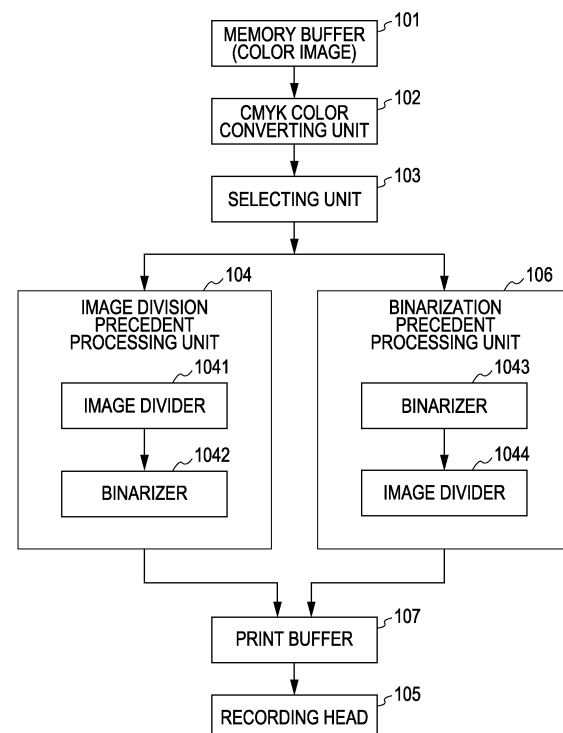 101
MEMORY BUFFER
(COLOR IMAGE)
102
CMYK COLOR
CONVERTING UNIT
103
SELECTING UNIT
104
IMAGE DIVISION
PRECEDENT
PROCESSING UNIT
1041
IMAGE DIVIDER
1042
BINARIZER
106
BINARIZATION
PRECEDENT
PROCESSING UNIT
1043
BINARIZER
1044
IMAGE DIVIDER
107
PRINT BUFFER
105
RECORDING HEAD